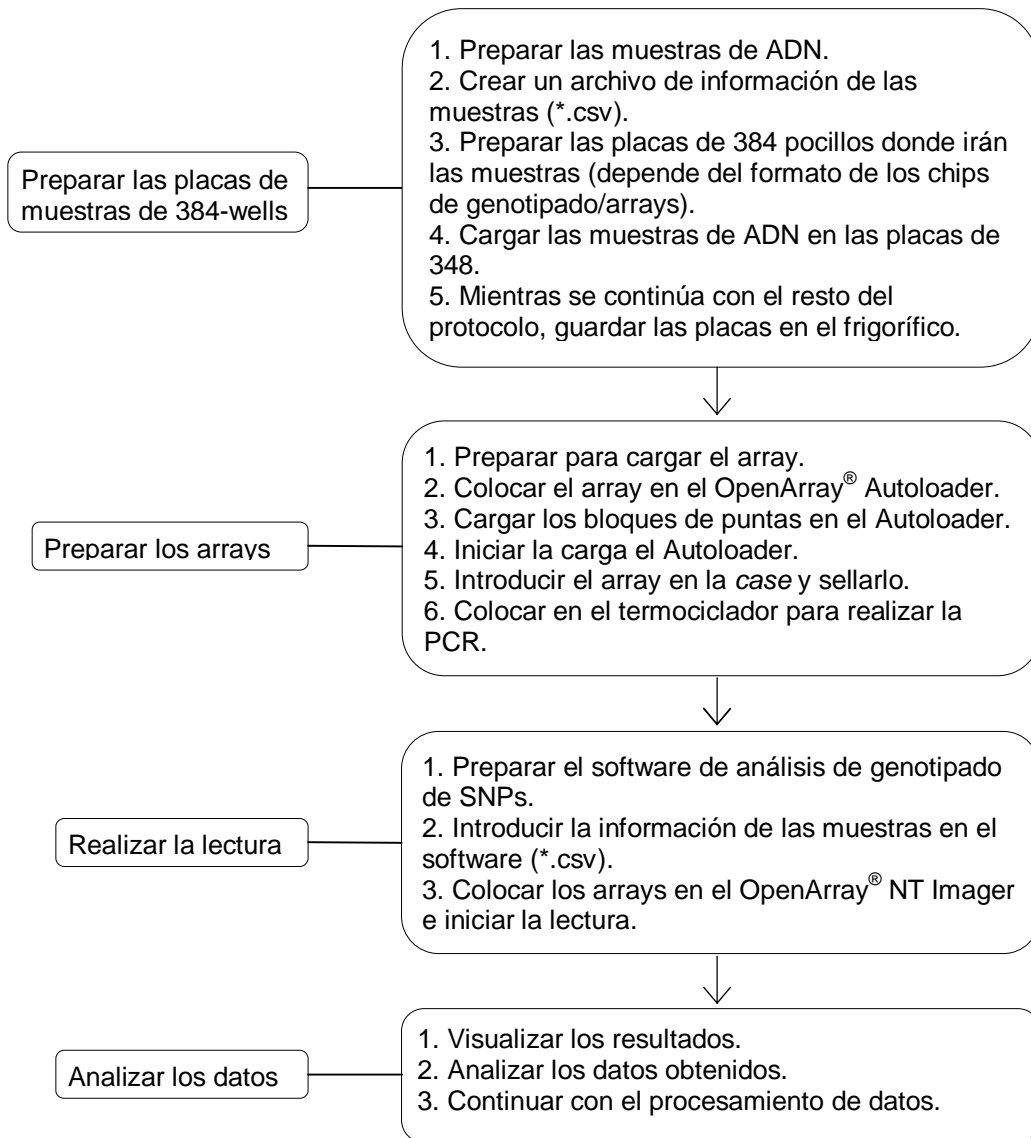 Preparar las placas de
muestras de 384-wells
1. Preparar las muestras de ADN.
2. Crear un archivo de información de las
muestras (*.csv).
3. Preparar las placas de 384 pocillos donde irán
las muestras (depende del formato de los chips
de genotipado/arrays).
4. Cargar las muestras de ADN en las placas de
348.
5. Mientras se continúa con el resto del
protocolo, guardar las placas en el frigorífico.
Preparar los arrays
1. Preparar para cargar el array.
2. Colocar el array en el OpenArray® Autoloader.
3. Cargar los bloques de puntas en el Autoloader.
4. Iniciar la carga el Autoloader.
5. Introducir el array en la case y sellarlo.
6. Colocar en el termociclador para realizar la
PCR.
Realizar la lectura
1. Preparar el software de análisis de genotipado
de SNPs.
2. Introducir la información de las muestras en el
software (*.csv).
3. Colocar los arrays en el OpenArray® NT Imager
e iniciar la lectura.
Analizar los datos
1. Visualizar los resultados.
2. Analizar los datos obtenidos.
3. Continuar con el procesamiento de datos.